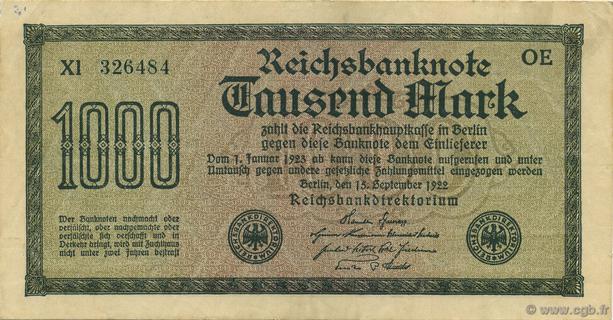 XI 326484
Reichsbanknote
OE
Tausend Mark
1000
zahlt die Reichsbankhauptkasse in Berlin
gegen diese Banknote dem Einlieferer
Vom 1. Januar 1923 ab kann diese Banknote aufgerufen und unter
Umtausch gegen andere gesetzliche Zahlungsmittel eingezogen werden
Berlin, den 15. September 1922
Reichsbankdirektorium
Wer Banknoten nachmacht oder
verfälscht, oder nachgemachte oder
verfälschte sich verschafft und in
Verkehr bringt, wird mit Zuchthaus
nicht unter zwei Jahren bestraft
REICHSBANKDIREKTORIUM
REICHSBANKDIREKTORIUM
© www.cgb.fr